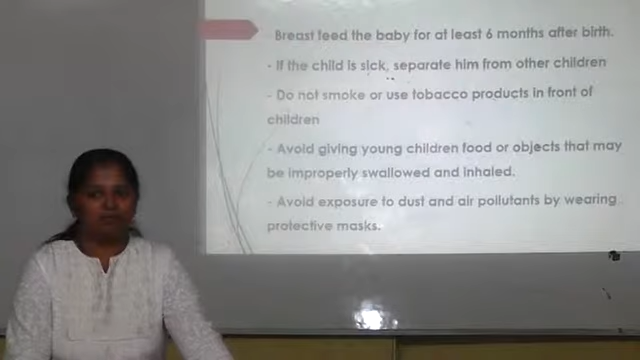 Breast feed the baby for at least 6 months after birth.
- If the child is sick, separate him from other children
- Do not smoke or use tobacco products in front of
children
- Avoid giving young children food or objects that may
be improperly swallowed and inhaled.
- Avoid exposure to dust and air pollutants by wearing
protective masks.